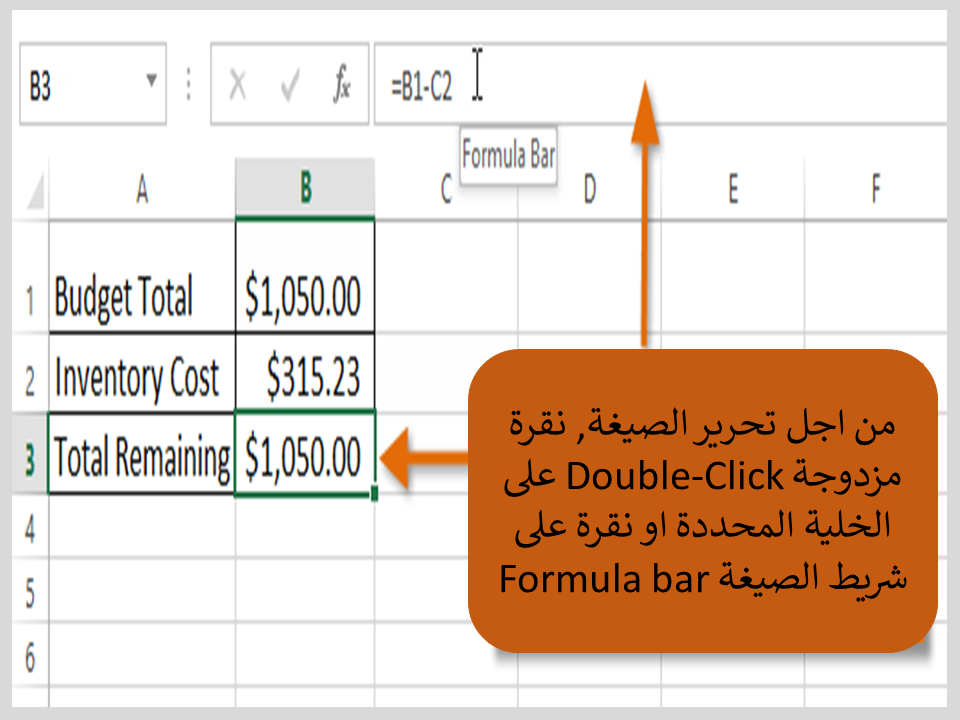 B3 fx =B1-C2
Formula Bar
A B C D E F
1 Budget Total $1,050.00
2 Inventory Cost $315.23
3 Total Remaining $1,050.00
4
5
6
من اجل تحرير الصيغة, نقرة
مزدوجة Double-Click على
الخلية المحددة او نقرة على
شريط الصيغة Formula bar